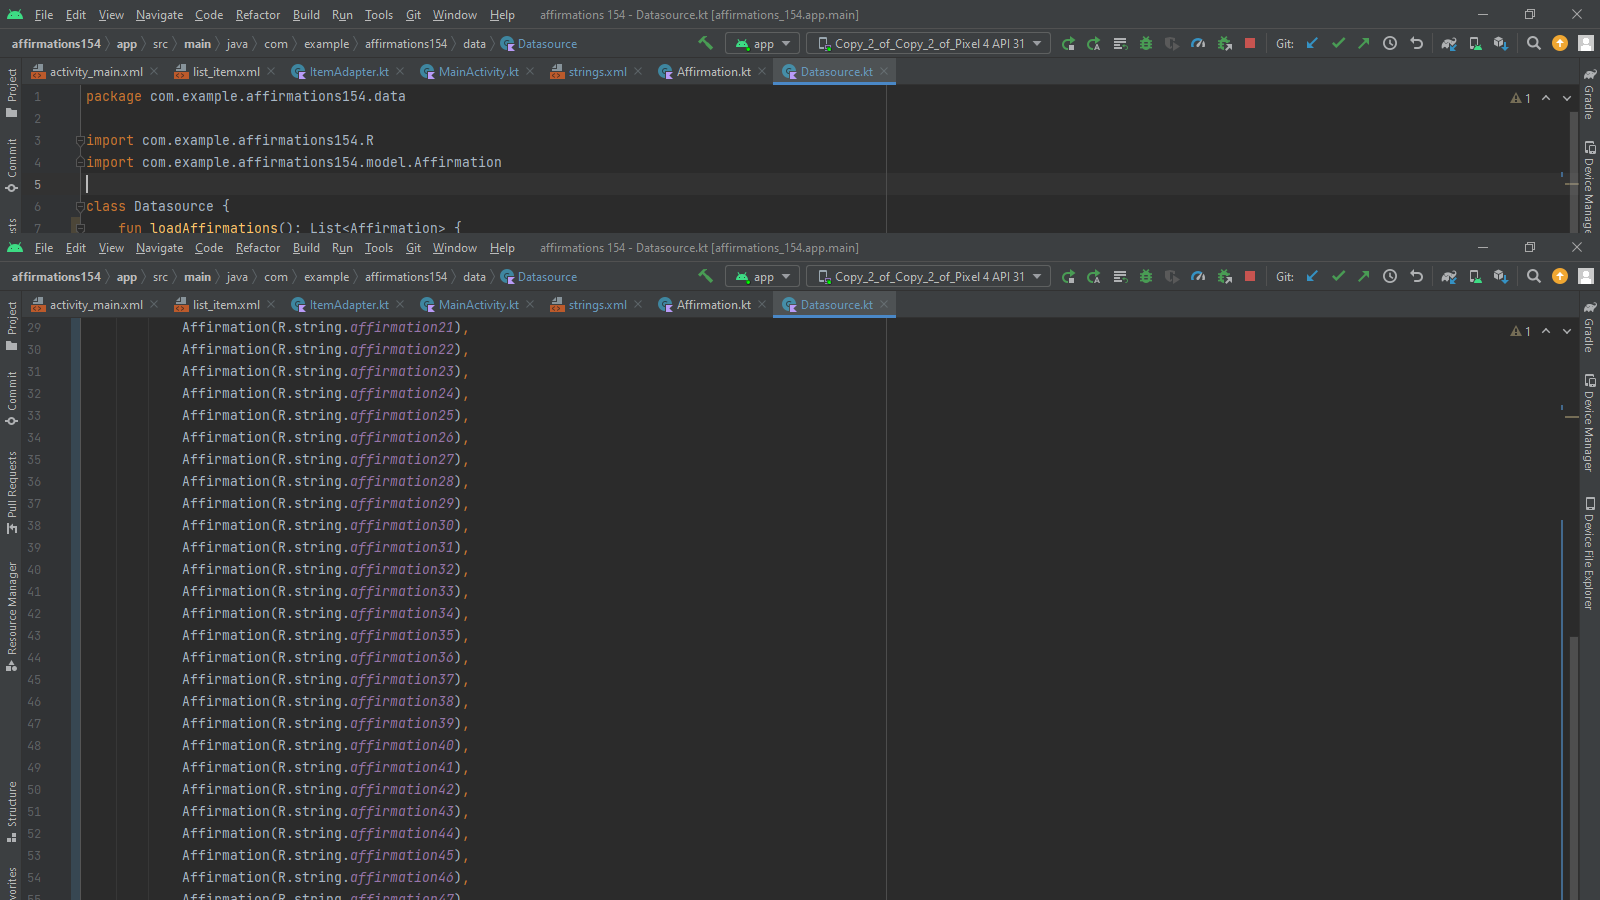 File Edit View Navigate Code Refactor Build Run Tools Git Window Help affirmations 154 - Datasource.kt [affirmations_154.app.main]
affirmations154 app src main java com example affirmations154 data Datasource app Copy_2_of_Copy_2_of_Pixel 4 API 31 Git:
activity_main.xml list_item.xml ItemAdapter.kt MainActivity.kt strings.xml Affirmation.kt Datasource.kt
Project
Commit
Gradle
Device Manage
1
1 package com.example.affirmations154.data
2
3 import com.example.affirmations154.R
4 import com.example.affirmations154.model.Affirmation
5
6 class Datasource {
7 fun loadAffirmations(): List<Affirmation> {
File Edit View Navigate Code Refactor Build Run Tools Git Window Help affirmations 154 - Datasource.kt [affirmations_154.app.main]
affirmations154 app src main java com example affirmations154 data Datasource app Copy_2_of_Copy_2_of_Pixel 4 API 31 Git:
activity_main.xml list_item.xml ItemAdapter.kt MainActivity.kt strings.xml Affirmation.kt Datasource.kt
Project
Commit
Pull Requests
Resource Manager
Structure
vorites
Gradle
Device Manager
Device File Explorer
1
29 Affirmation(R.string.affirmation21),
30 Affirmation(R.string.affirmation22),
31 Affirmation(R.string.affirmation23),
32 Affirmation(R.string.affirmation24),
33 Affirmation(R.string.affirmation25),
34 Affirmation(R.string.affirmation26),
35 Affirmation(R.string.affirmation27),
36 Affirmation(R.string.affirmation28),
37 Affirmation(R.string.affirmation29),
38 Affirmation(R.string.affirmation30),
39 Affirmation(R.string.affirmation31),
40 Affirmation(R.string.affirmation32),
41 Affirmation(R.string.affirmation33),
42 Affirmation(R.string.affirmation34),
43 Affirmation(R.string.affirmation35),
44 Affirmation(R.string.affirmation36),
45 Affirmation(R.string.affirmation37),
46 Affirmation(R.string.affirmation38),
47 Affirmation(R.string.affirmation39),
48 Affirmation(R.string.affirmation40),
49 Affirmation(R.string.affirmation41),
50 Affirmation(R.string.affirmation42),
51 Affirmation(R.string.affirmation43),
52 Affirmation(R.string.affirmation44),
53 Affirmation(R.string.affirmation45),
54 Affirmation(R.string.affirmation46),
55 Affirmation(R.string.affirmation47),